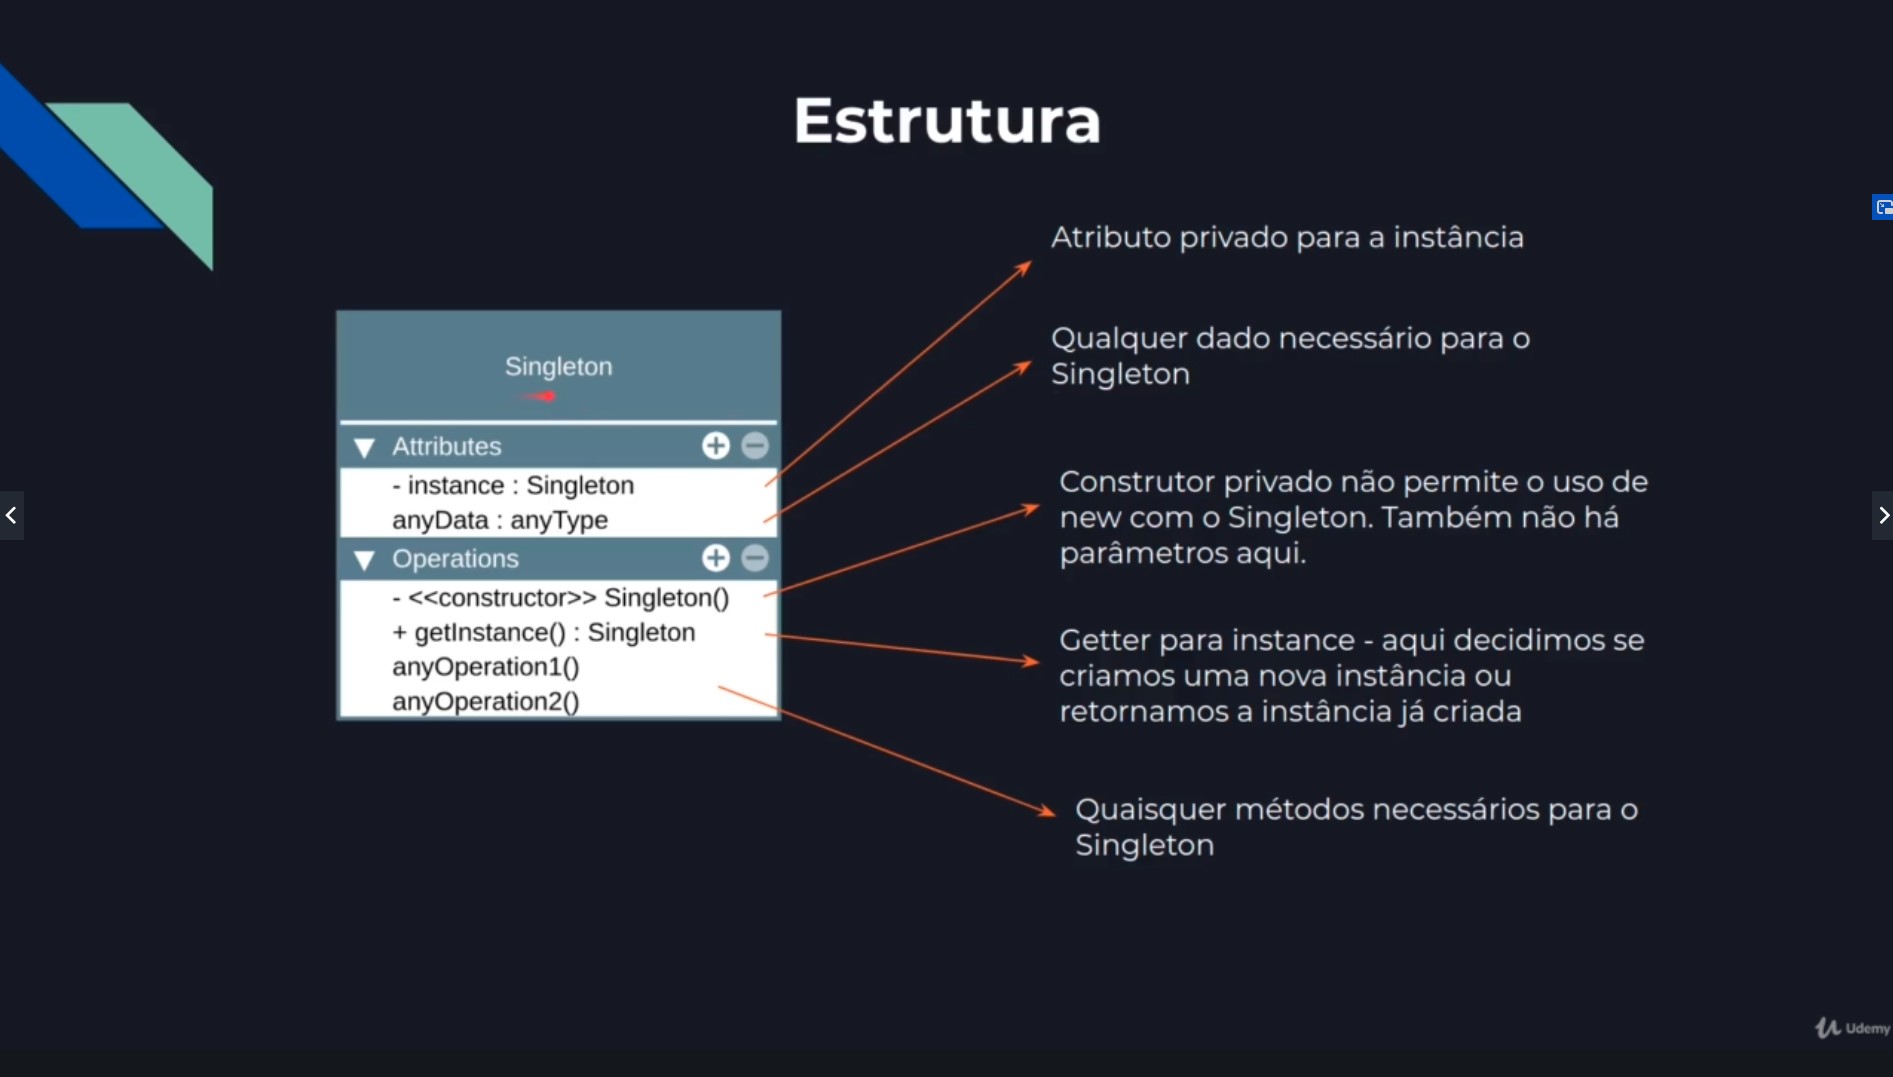 Estrutura
Atributo privado para a instância
Qualquer dado necessário para o
Singleton
Singleton
Attributes
- instance : Singleton
anyData : anyType
Operations
- <<constructor>> Singleton()
+ getInstance() : Singleton
anyOperation1()
anyOperation2()
Construtor privado não permite o uso de
new com o Singleton. Também não há
parâmetros aqui.
Getter para instance - aqui decidimos se
criamos uma nova instância ou
retornamos a instância já criada
Quaisquer métodos necessários para o
Singleton
Udemy